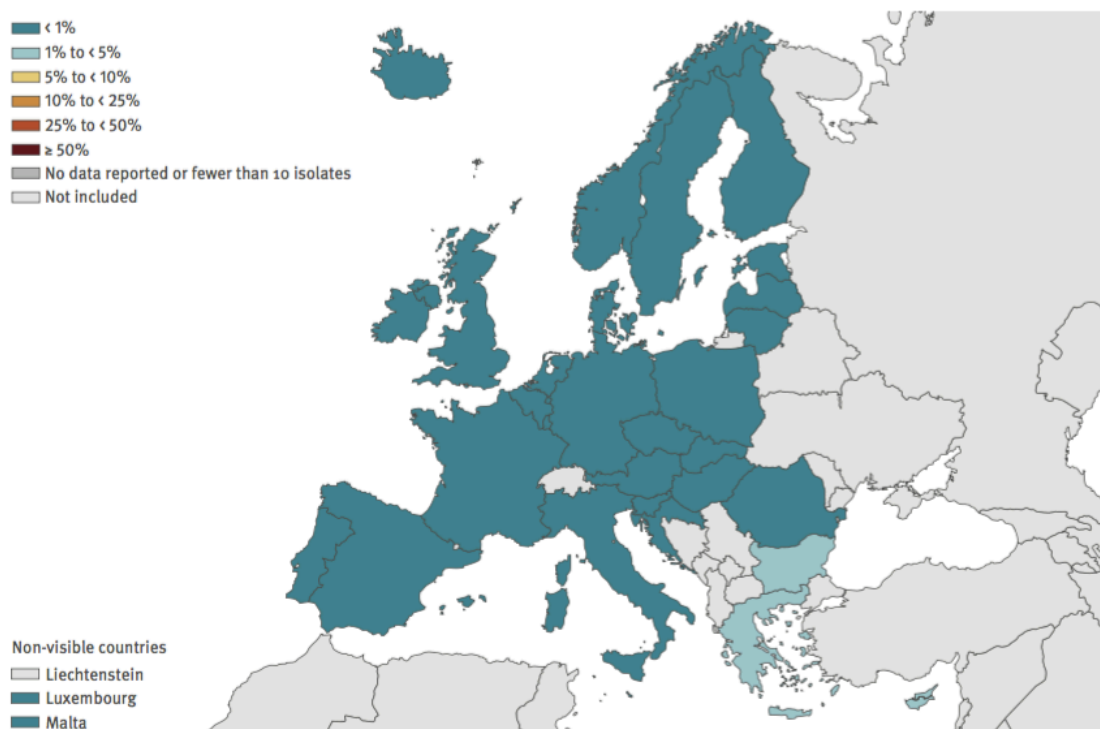 < 1%
1% to < 5%
5% to < 10%
10% to < 25%
25% to < 50%
≥ 50%
No data reported or fewer than 10 isolates
Not included
Non-visible countries
Liechtenstein
Luxembourg
Malta